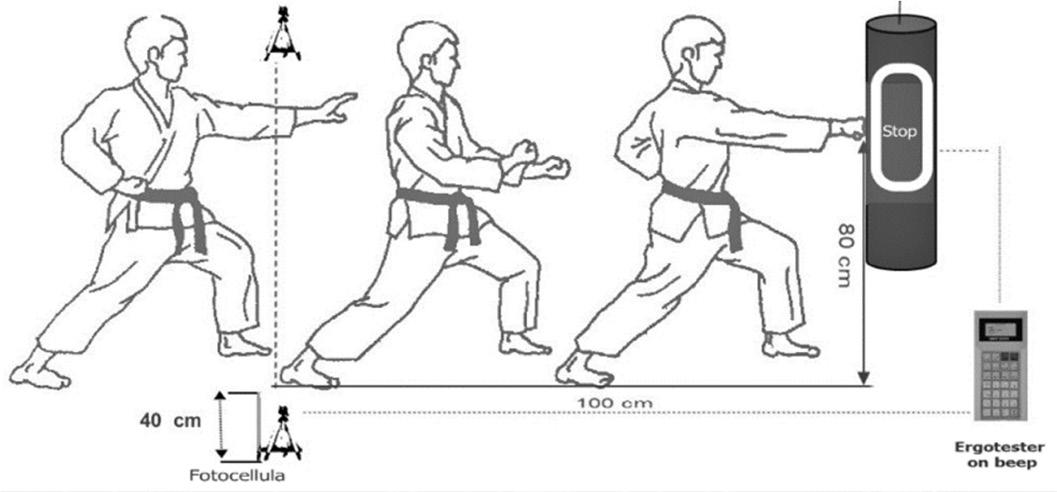 Stop
80 cm
100 cm
40 cm
Fotocellula
Ergotester
on beep